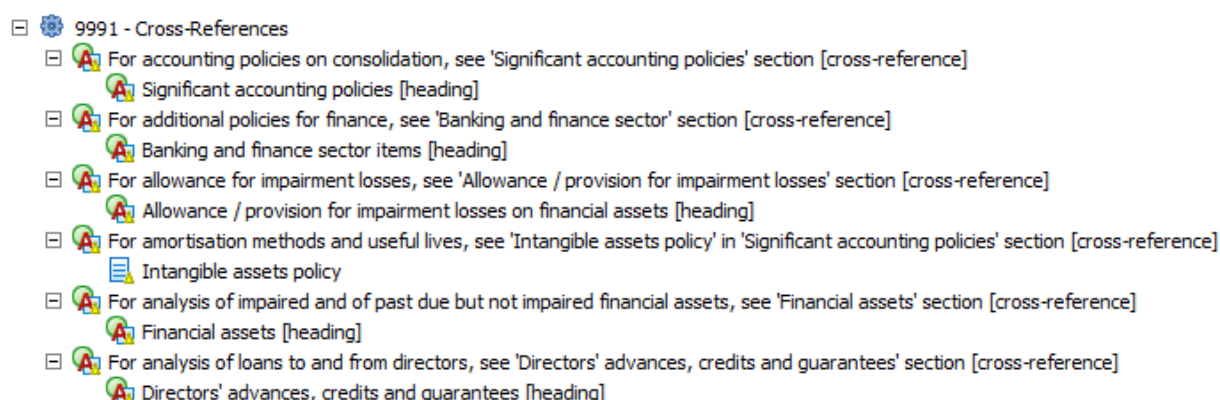 9991 - Cross-References
For accounting policies on consolidation, see 'Significant accounting policies' section [cross-reference]
Significant accounting policies [heading]
For additional policies for finance, see 'Banking and finance sector' section [cross-reference]
Banking and finance sector items [heading]
For allowance for impairment losses, see 'Allowance / provision for impairment losses' section [cross-reference]
Allowance / provision for impairment losses on financial assets [heading]
For amortisation methods and useful lives, see 'Intangible assets policy' in 'Significant accounting policies' section [cross-reference]
Intangible assets policy
For analysis of impaired and of past due but not impaired financial assets, see 'Financial assets' section [cross-reference]
Financial assets [heading]
For analysis of loans to and from directors, see 'Directors' advances, credits and guarantees' section [cross-reference]
Directors' advances, credits and guarantees [heading]